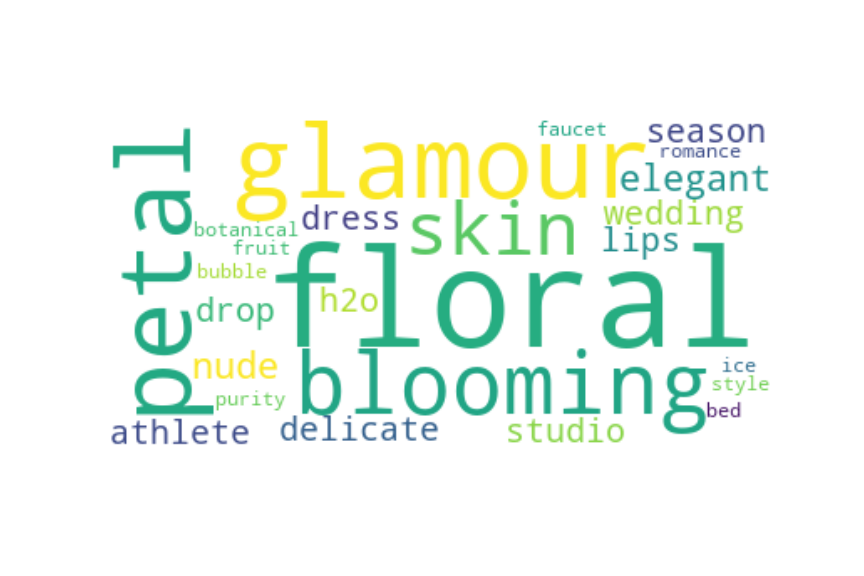 faucet
season
glamour
romance
elegant
petal
dress
skin
wedding
botanical
lips
fruit
bubble
floral
h2o
drop
nude
blooming
ice
style
purity
bed
athlete
delicate
studio